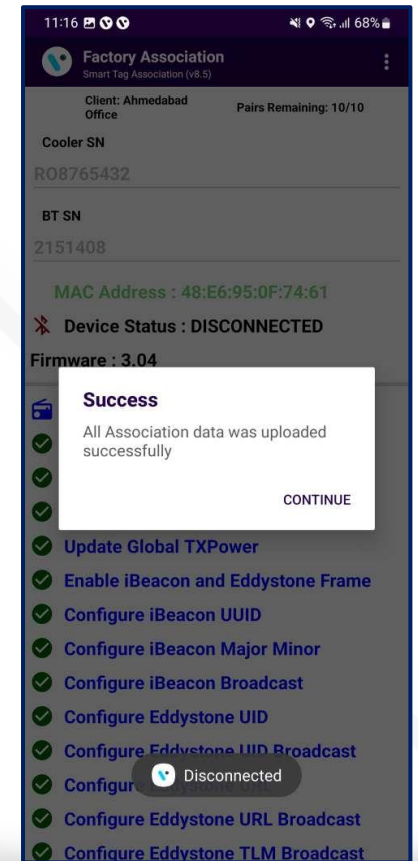 11:16 68%
Factory Association
Smart Tag Association (v8.5)
Client: Ahmedabad Office
Pairs Remaining: 10/10
Cooler SN
RO8765432
BT SN
2151408
MAC Address : 48:E6:95:0F:74:61
Device Status : DISCONNECTED
Firmware : 3.04
Success
All Association data was uploaded
successfully
CONTINUE
Update Global TXPower
Enable iBeacon and Eddystone Frame
Configure iBeacon UUID
Configure iBeacon Major Minor
Configure iBeacon Broadcast
Configure Eddystone UID
Configure Eddystone UID Broadcast
Disconnected
Configure Eddystone URL
Configure Eddystone URL Broadcast
Configure Eddystone TLM Broadcast